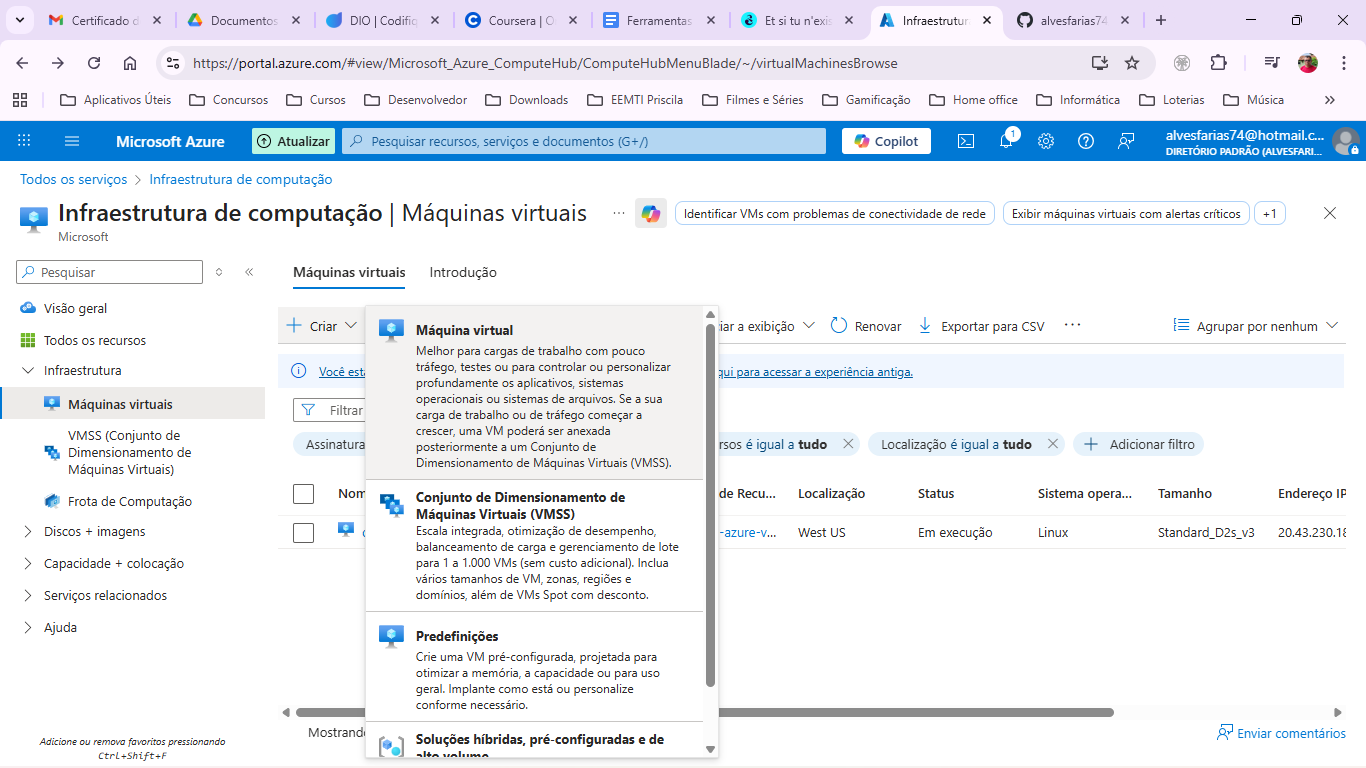 Certificado d
Documentos
DIO | Codifiq
Coursera | O
Ferramentas
Et si tu n'exis
Infraestrutur
alvesfarias74
https://portal.azure.com/#view/Microsoft_Azure_ComputeHub/ComputeHubMenuBlade/~/virtualMachinesBrowse
Aplicativos Úteis
Concursos
Cursos
Desenvolvedor
Downloads
EEMTI Priscila
Filmes e Séries
Gamificação
Home office
Informática
Loterias
Música
Microsoft Azure
Atualizar
Pesquisar recursos, serviços e documentos (G+/)
Copilot
1
alvesfarias74@hotmail.c...
DIRETÓRIO PADRÃO (ALVESFARI...
Todos os serviços
Infraestrutura de computação
Infraestrutura de computação | Máquinas virtuais
Microsoft
Identificar VMs com problemas de conectividade de rede
Exibir máquinas virtuais com alertas críticos
+1
Pesquisar
Visão geral
Todos os recursos
Infraestrutura
Máquinas virtuais
VMSS (Conjunto de
Dimensionamento de
Máquinas Virtuais)
Frota de Computação
Discos + imagens
Capacidade + colocação
Serviços relacionados
Ajuda
Adicione ou remova favoritos pressionando
Ctrl+Shift+F
Máquinas virtuais
Introdução
Criar
ar a exibição
Renovar
Exportar para CSV
Agrupar por nenhum
Você está
qui para acessar a experiência antiga.
Filtrar
Assinatura
rsos é igual a tudo
Localização é igual a tudo
Adicionar filtro
Nom
de Recu...
Localização
Status
Sistema opera...
Tamanho
Endereço IP
-azure-v...
West US
Em execução
Linux
Standard_D2s_v3
20.43.230.18
Máquina virtual
Melhor para cargas de trabalho com pouco
tráfego, testes ou para controlar ou personalizar
profundamente os aplicativos, sistemas
operacionais ou sistemas de arquivos. Se a sua
carga de trabalho ou de tráfego começar a
crescer, uma VM poderá ser anexada
posteriormente a um Conjunto de
Dimensionamento de Máquinas Virtuais (VMSS).
Conjunto de Dimensionamento de
Máquinas Virtuais (VMSS)
Escala integrada, otimização de desempenho,
balanceamento de carga e gerenciamento de lote
para 1 a 1.000 VMs (sem custo adicional). Inclua
vários tamanhos de VM, zonas, regiões e
domínios, além de VMs Spot com desconto.
Predefinições
Crie uma VM pré-configurada, projetada para
otimizar a memória, a capacidade ou para uso
geral. Implante como está ou personalize
conforme necessário.
Soluções híbridas, pré-configuradas e de
alto volume
Mostrando
Enviar comentários